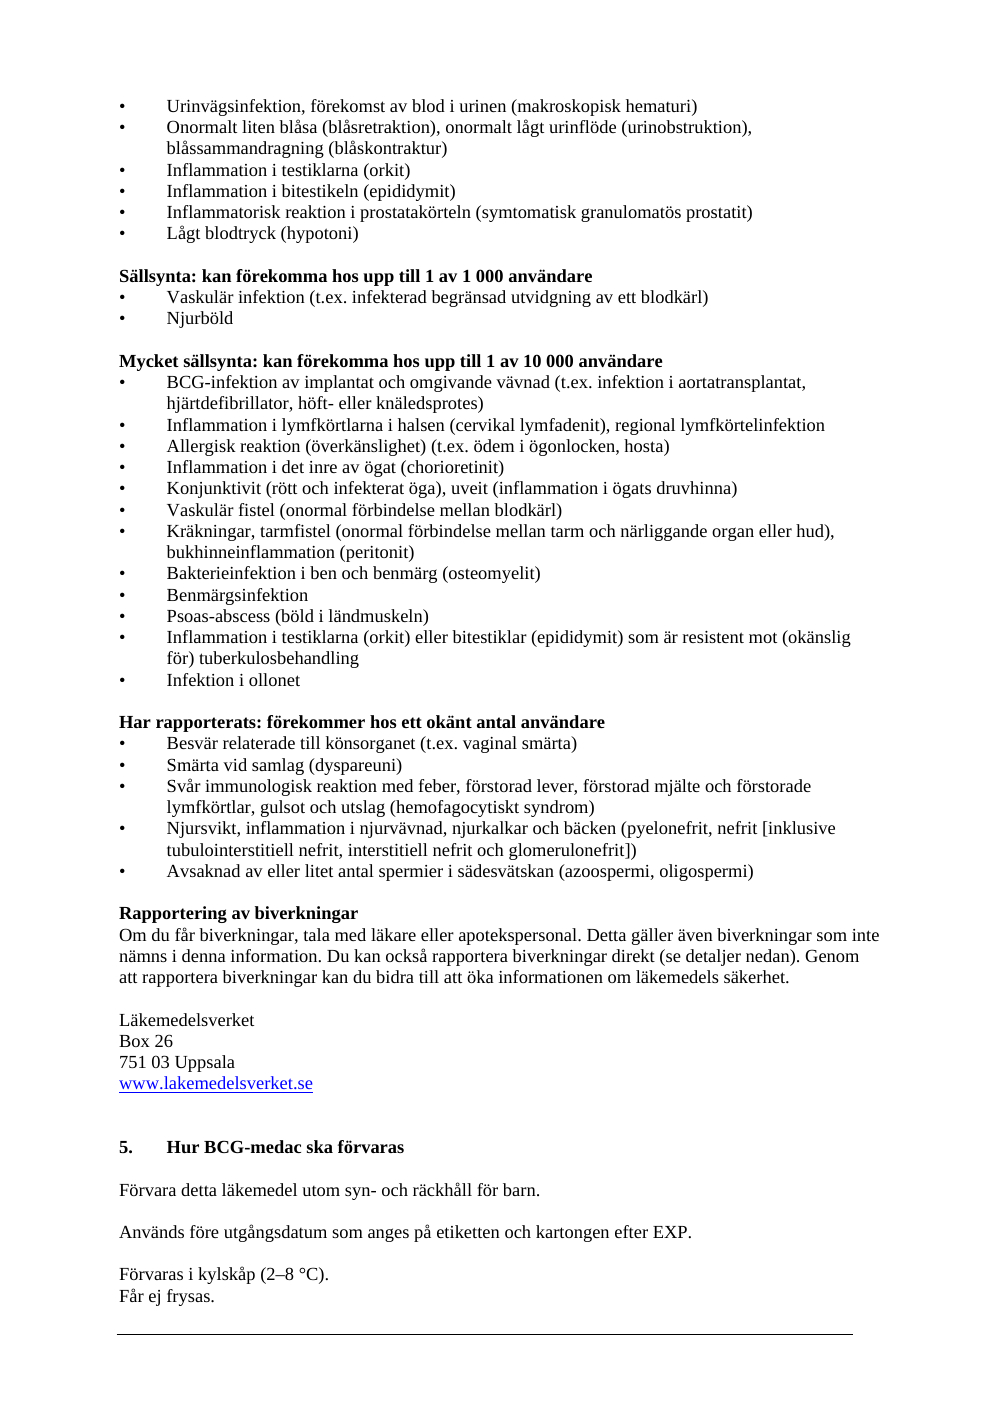 • Urinvägsinfektion, förekomst av blod i urinen (makroskopisk hematuri)
• Onormalt liten blåsa (blåsretraktion), onormalt lågt urinflöde (urinobstruktion),
blåssammandragning (blåskontraktur)
• Inflammation i testiklarna (orkit)
• Inflammation i bitestikeln (epididymit)
• Inflammatorisk reaktion i prostatakörteln (symtomatisk granulomatös prostatit)
• Lågt blodtryck (hypotoni)
Sällsynta: kan förekomma hos upp till 1 av 1 000 användare
• Vaskulär infektion (t.ex. infekterad begränsad utvidgning av ett blodkärl)
• Njurböld
Mycket sällsynta: kan förekomma hos upp till 1 av 10 000 användare
• BCG-infektion av implantat och omgivande vävnad (t.ex. infektion i aortatransplantat,
hjärtdefibrillator, höft- eller knäledsprotes)
• Inflammation i lymfkörtlarna i halsen (cervikal lymfadenit), regional lymfkörtelinfektion
• Allergisk reaktion (överkänslighet) (t.ex. ödem i ögonlocken, hosta)
• Inflammation i det inre av ögat (chorioretinit)
• Konjunktivit (rött och infekterat öga), uveit (inflammation i ögats druvhinna)
• Vaskulär fistel (onormal förbindelse mellan blodkärl)
• Kräkningar, tarmfistel (onormal förbindelse mellan tarm och närliggande organ eller hud),
bukhinneinflammation (peritonit)
• Bakterieinfektion i ben och benmärg (osteomyelit)
• Benmärgsinfektion
• Psoas-abscess (böld i ländmuskeln)
• Inflammation i testiklarna (orkit) eller bitestiklar (epididymit) som är resistent mot (okänslig
för) tuberkulosbehandling
• Infektion i ollonet
Har rapporterats: förekommer hos ett okänt antal användare
• Besvär relaterade till könsorganet (t.ex. vaginal smärta)
• Smärta vid samlag (dyspareuni)
• Svår immunologisk reaktion med feber, förstorad lever, förstorad mjälte och förstorade
lymfkörtlar, gulsot och utslag (hemofagocytiskt syndrom)
• Njursvikt, inflammation i njurvävnad, njurkalkar och bäcken (pyelonefrit, nefrit [inklusive
tubulointerstitiell nefrit, interstitiell nefrit och glomerulonefrit])
• Avsaknad av eller litet antal spermier i sädesvätskan (azoospermi, oligospermi)
Rapportering av biverkningar
Om du får biverkningar, tala med läkare eller apotekspersonal. Detta gäller även biverkningar som inte
nämns i denna information. Du kan också rapportera biverkningar direkt (se detaljer nedan). Genom
att rapportera biverkningar kan du bidra till att öka informationen om läkemedels säkerhet.
Läkemedelsverket
Box 26
751 03 Uppsala
www.lakemedelsverket.se
5. Hur BCG-medac ska förvaras
Förvara detta läkemedel utom syn- och räckhåll för barn.
Används före utgångsdatum som anges på etiketten och kartongen efter EXP.
Förvaras i kylskåp (2–8 °C).
Får ej frysas.